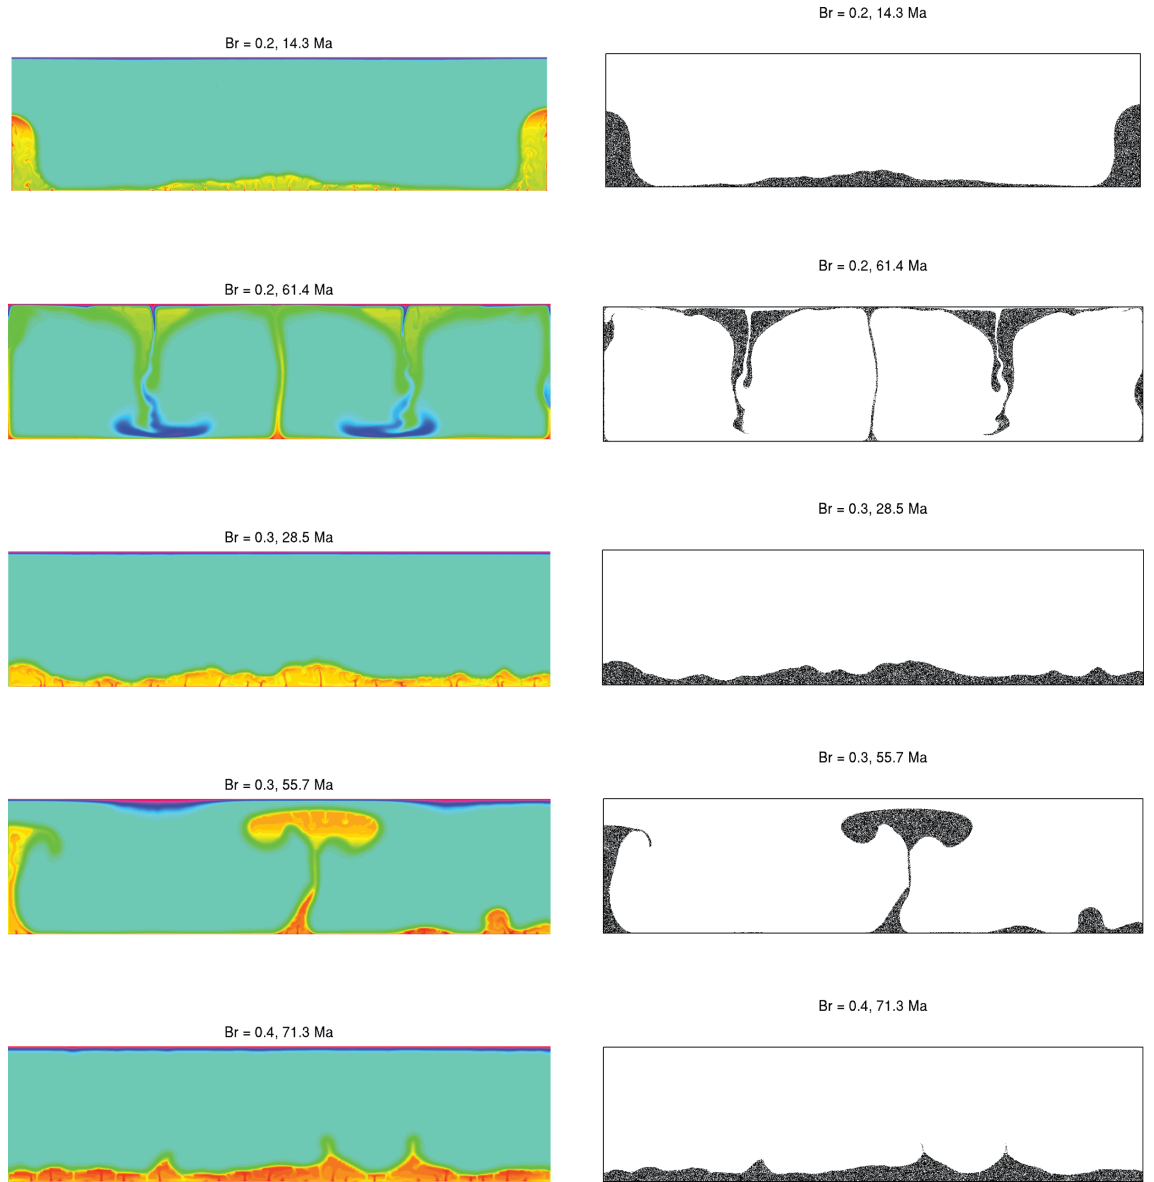 Br = 0.2, 14.3 Ma
Br = 0.2, 14.3 Ma
Br = 0.2, 61.4 Ma
Br = 0.2, 61.4 Ma
Br = 0.3, 28.5 Ma
Br = 0.3, 28.5 Ma
Br = 0.3, 55.7 Ma
Br = 0.3, 55.7 Ma
Br = 0.4, 71.3 Ma
Br = 0.4, 71.3 Ma